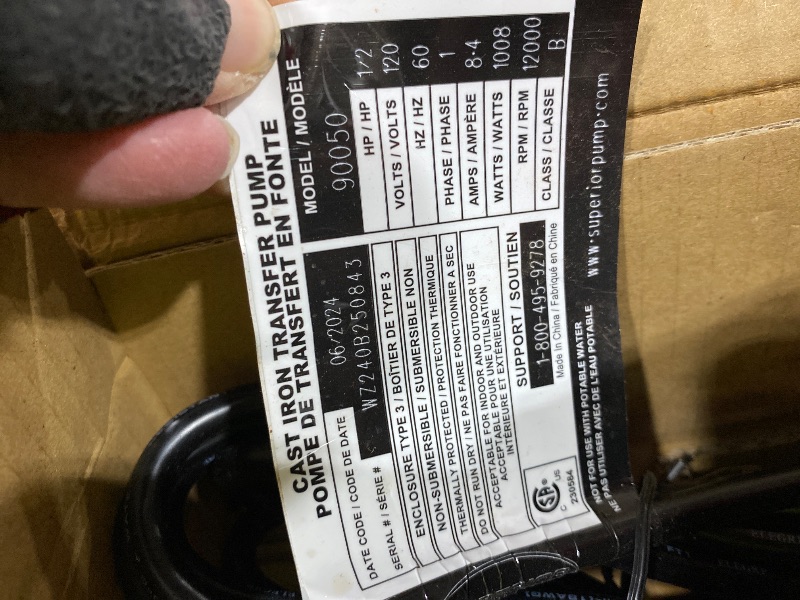 CAST IRON TRANSFER PUMP
POMPE DE TRANSFERT EN FONTE
MODEL / MODÈLE
90050
HP / HP 1/2
VOLTS / VOLTS 120
HZ / HZ 60
PHASE / PHASE 1
AMPS / AMPÈRE 8.4
WATTS / WATTS 1008
RPM / RPM 12000
CLASS / CLASSE B
DATE CODE / CODE DE DATE 06/2024
SERIAL # / SÉRIE # WZ240B250843
ENCLOSURE TYPE 3 / BOÎTIER DE TYPE 3
NON-SUBMERSIBLE / SUBMERSIBLE NON
THERMALLY PROTECTED / PROTECTION THERMIQUE
DO NOT RUN DRY / NE PAS FAIRE FONCTIONNER A SEC
ACCEPTABLE FOR INDOOR AND OUTDOOR USE
ACCEPTABLE POUR UNE UTILISATION
INTÉRIEURE ET EXTÉRIEURE
SUPPORT / SOUTIEN
1-800-495-9278
Made in China / Fabriqué en Chine
C US
230584
NOT FOR USE WITH POTABLE WATER
NE PAS UTILISER AVEC DE L'EAU POTABLE
www.superiorpump.com